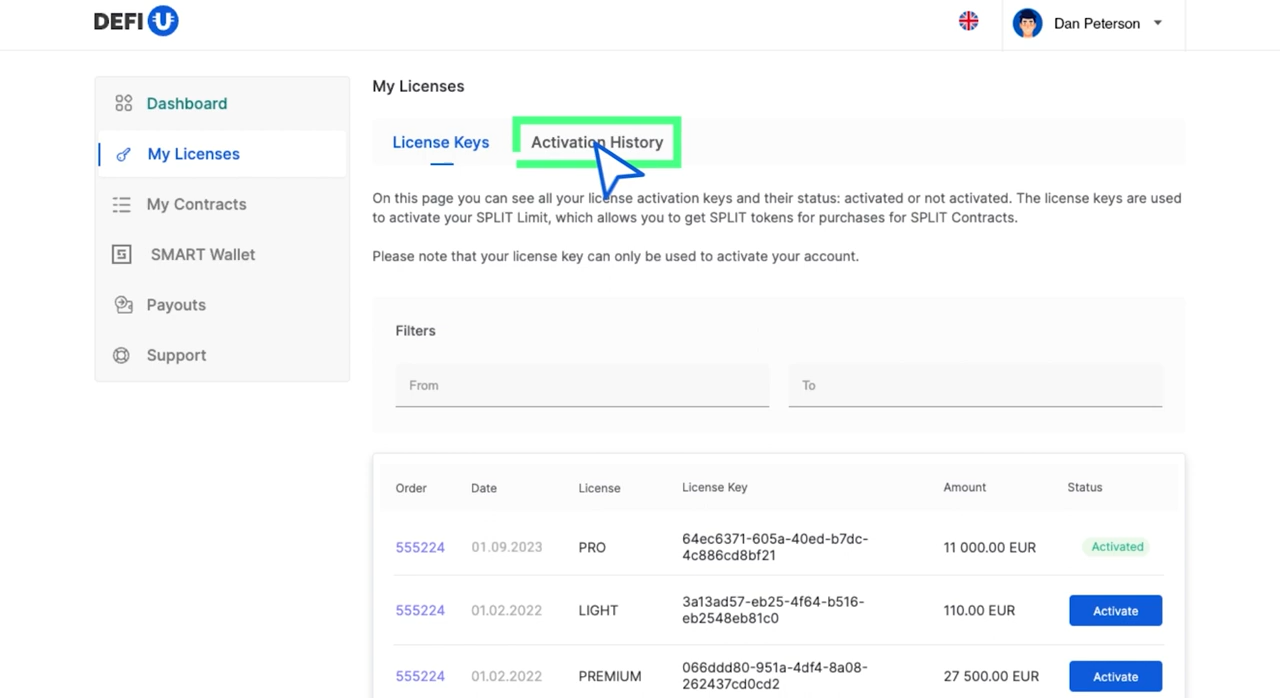 DEFI U
Dan Peterson
Dashboard
My Licenses
My Contracts
SMART Wallet
Payouts
Support
My Licenses
License Keys
Activation History
On this page you can see all your license activation keys and their status: activated or not activated. The license keys are used
to activate your SPLIT Limit, which allows you to get SPLIT tokens for purchases for SPLIT Contracts.
Please note that your license key can only be used to activate your account.
Filters
From To
Order Date License License Key Amount Status
555224 01.09.2023 PRO 64ec6371-605a-40ed-b7dc- 11 000.00 EUR Activated
4c886cd8bf21
555224 01.02.2022 LIGHT 3a13ad57-eb25-4f64-b516- 110.00 EUR Activate
eb2548eb81c0
555224 01.02.2022 PREMIUM 066ddd80-951a-4df4-8a08- 27 500.00 EUR Activate
262437cd0cd2